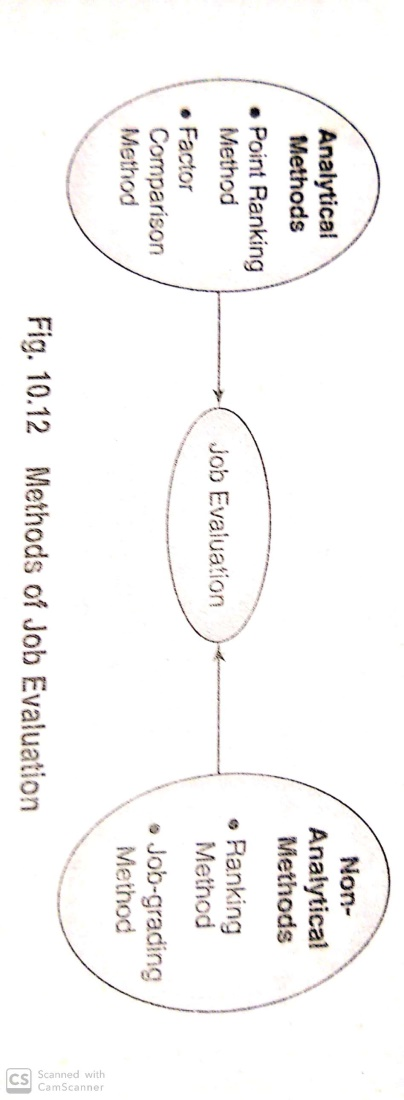 Analytical
Methods
• Point Ranking
Method
• Factor
Comparison
Method
Job Evaluation
Non-
Analytical
Methods
• Ranking
Method
• Job-grading
Method
Fig. 10.12 Methods of Job Evaluation
CS Scanned with
CamScanner